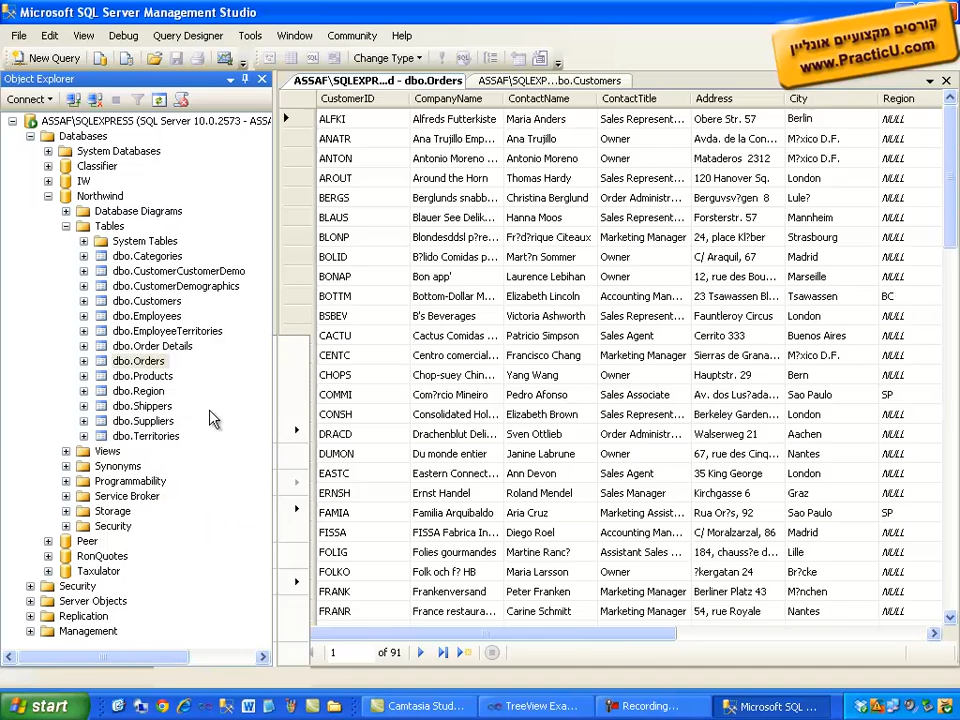 Microsoft SQL Server Management Studio
קורסים מקצועיים אונליין
www.PracticU.com
File Edit View Debug Query Designer Tools Window Community Help
New Query Change Type
Object Explorer
ASSAF\SQLEXPR...d - dbo.Orders ASSAF\SQLEXP...bo.Customers
Connect
ASSAF\SQLEXPRESS (SQL Server 10.0.2573 - ASSA
Databases
System Databases
Classifier
IW
Northwind
Database Diagrams
Tables
System Tables
dbo.Categories
dbo.CustomerCustomerDemo
dbo.CustomerDemographics
dbo.Customers
dbo.Employees
dbo.EmployeeTerritories
dbo.Order Details
dbo.Orders
dbo.Products
dbo.Region
dbo.Shippers
dbo.Suppliers
dbo.Territories
Views
Synonyms
Programmability
Service Broker
Storage
Security
Peer
RonQuotes
Taxulator
Security
Server Objects
Replication
Management
CustomerID CompanyName ContactName ContactTitle Address City Region
ALFKI Alfreds Futterkiste Maria Anders Sales Represent... Obere Str. 57 Berlin NULL
ANATR Ana Trujillo Emp... Ana Trujillo Owner Avda. de la Con... M?xico D.F. NULL
ANTON Antonio Moreno ... Antonio Moreno Owner Mataderos 2312 M?xico D.F. NULL
AROUT Around the Horn Thomas Hardy Sales Represent... 120 Hanover Sq. London NULL
BERGS Berglunds snabb... Christina Berglund Order Administr... Berguvsv?gen 8 Lule? NULL
BLAUS Blauer See Delik... Hanna Moos Sales Represent... Forsterstr. 57 Mannheim NULL
BLONP Blondesddsl p?re... Fr?d?rique Citeaux Marketing Manager 24, place Kl?ber Strasbourg NULL
BOLID B?lido Comidas p... Mart?n Sommer Owner C/ Araquil, 67 Madrid NULL
BONAP Bon app' Laurence Lebihan Owner 12, rue des Bou... Marseille NULL
BOTTM Bottom-Dollar M... Elizabeth Lincoln Accounting Man... 23 Tsawassen Bl... Tsawassen BC
BSBEV B's Beverages Victoria Ashworth Sales Represent... Fauntleroy Circus London NULL
CACTU Cactus Comidas ... Patricio Simpson Sales Agent Cerrito 333 Buenos Aires NULL
CENTC Centro comercial... Francisco Chang Marketing Manager Sierras de Grana... M?xico D.F. NULL
CHOPS Chop-suey Chin... Yang Wang Owner Hauptstr. 29 Bern NULL
COMMI Com?rcio Mineiro Pedro Afonso Sales Associate Av. dos Lus?ada... Sao Paulo SP
CONSH Consolidated Hol... Elizabeth Brown Sales Represent... Berkeley Garden... London NULL
DRACD Drachenblut Deli... Sven Ottlieb Order Administr... Walserweg 21 Aachen NULL
DUMON Du monde entier Janine Labrune Owner 67, rue des Cinq... Nantes NULL
EASTC Eastern Connect... Ann Devon Sales Agent 35 King George London NULL
ERNSH Ernst Handel Roland Mendel Sales Manager Kirchgasse 6 Graz NULL
FAMIA Familia Arquibaldo Aria Cruz Marketing Assist... Rua Or?s, 92 Sao Paulo SP
FISSA FISSA Fabrica In... Diego Roel Accounting Man... C/ Moralzarzal, 86 Madrid NULL
FOLIG Folies gourmandes Martine Ranc? Assistant Sales ... 184, chauss?e d... Lille NULL
FOLKO Folk och f? HB Maria Larsson Owner ?kergatan 24 Br?cke NULL
FRANK Frankenversand Peter Franken Marketing Manager Berliner Platz 43 M?nchen NULL
FRANR France restaura... Carine Schmitt Marketing Manager 54, rue Royale Nantes NULL
1 of 91
start Camtasia Stud... TreeView Exa... Recording... Microsoft SQL ...